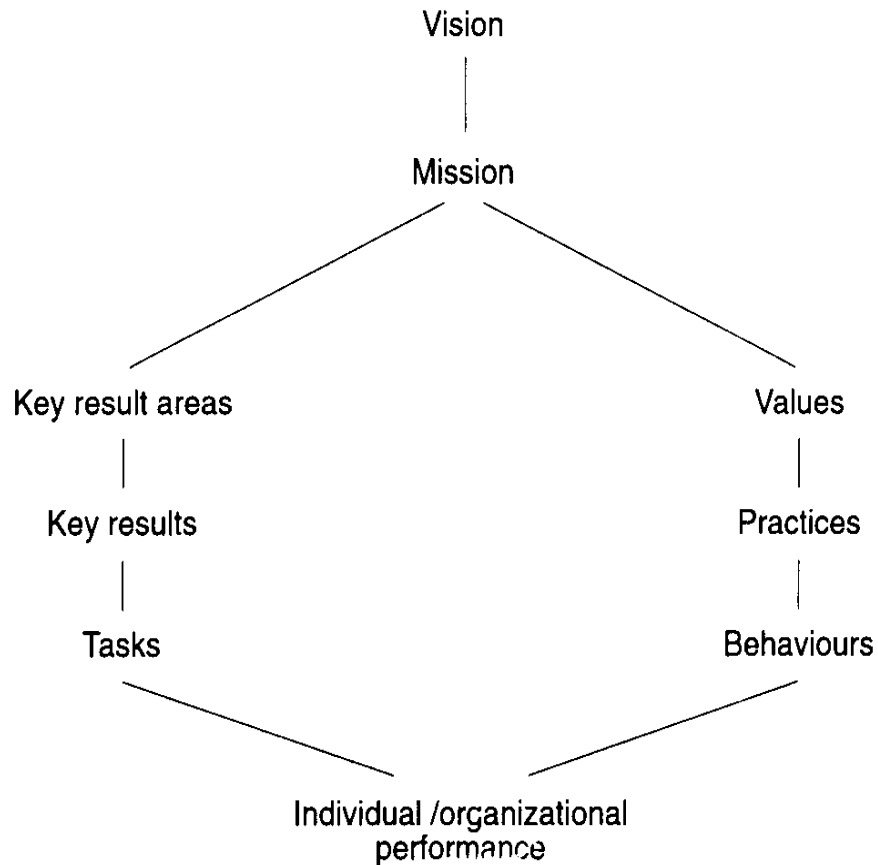 Vision
Mission
Key result areas
Values
Key results
Practices
Tasks
Behaviours
Individual /organizational
performance